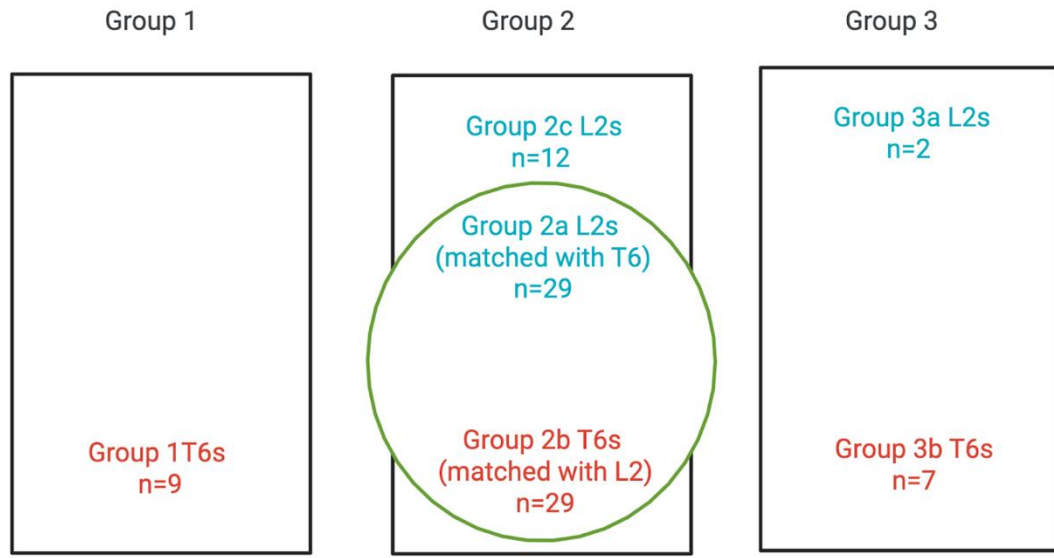 Group 1
Group 2
Group 3
Group 2c L2s
n=12
Group 3a L2s
n=2
Group 2a L2s
(matched with T6)
n=29
Group 1T6s
n=9
Group 2b T6s
(matched with L2)
n=29
Group 3b T6s
n=7